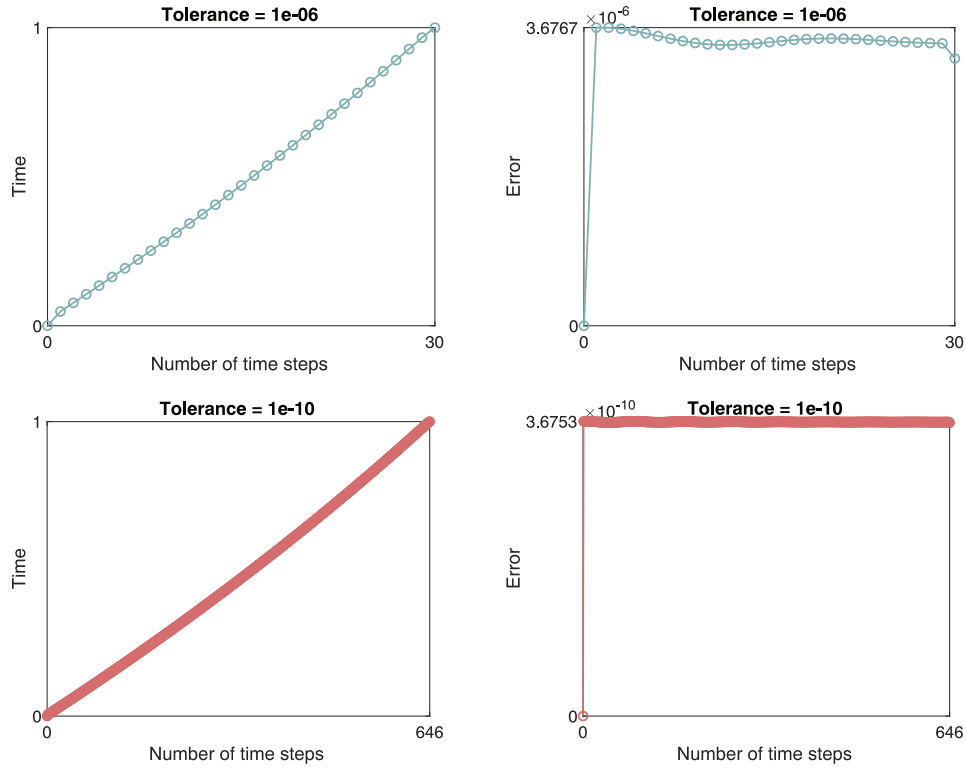 Tolerance = 1e-06
1
Time
0
0
30
Number of time steps
Tolerance = 1e-06
3.6767
×10⁻⁶
Error
0
0
30
Number of time steps
Tolerance = 1e-10
1
Time
0
0
646
Number of time steps
Tolerance = 1e-10
3.6753
×10⁻¹⁰
Error
0
0
646
Number of time steps